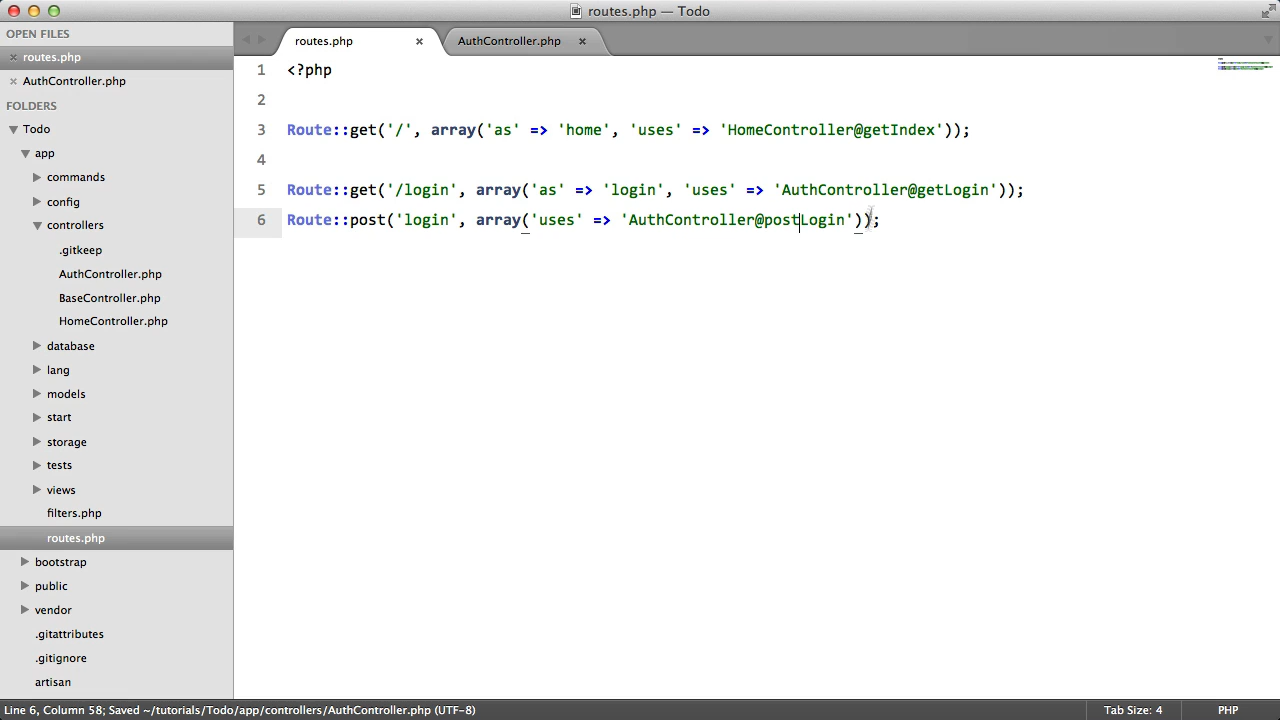 routes.php — Todo
OPEN FILES
routes.php
AuthController.php
FOLDERS
Todo
app
commands
config
controllers
.gitkeep
AuthController.php
BaseController.php
HomeController.php
database
lang
models
start
storage
tests
views
filters.php
routes.php
bootstrap
public
vendor
.gitattributes
.gitignore
artisan
routes.php
AuthController.php
1 <?php
2
3 Route::get('/', array('as' => 'home', 'uses' => 'HomeController@getIndex'));
4
5 Route::get('/login', array('as' => 'login', 'uses' => 'AuthController@getLogin'));
6 Route::post('login', array('uses' => 'AuthController@postLogin'));
Line 6, Column 58; Saved ~/tutorials/Todo/app/controllers/AuthController.php (UTF-8)
Tab Size: 4
PHP